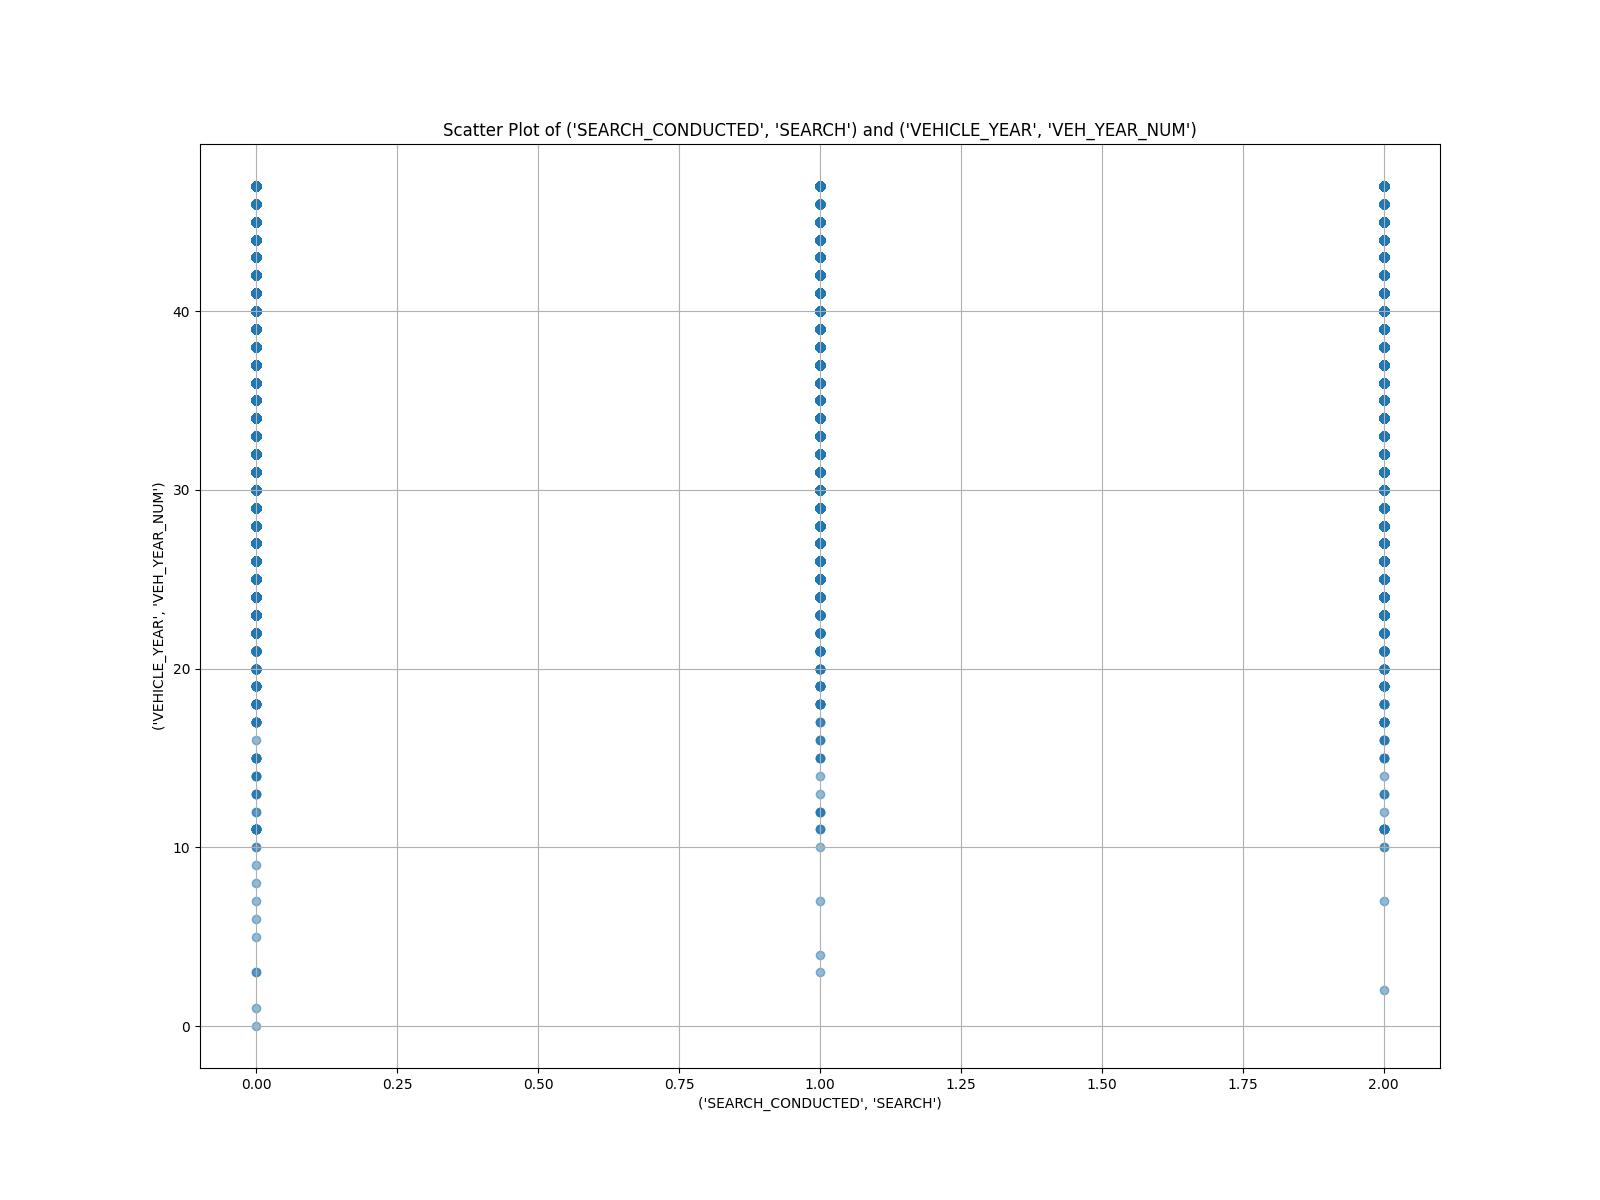 Scatter Plot of ('SEARCH_CONDUCTED', 'SEARCH') and ('VEHICLE_YEAR', 'VEH_YEAR_NUM')
('VEHICLE_YEAR', 'VEH_YEAR_NUM')
40
30
20
10
0
0.00 0.25 0.50 0.75 1.00 1.25 1.50 1.75 2.00
('SEARCH_CONDUCTED', 'SEARCH')